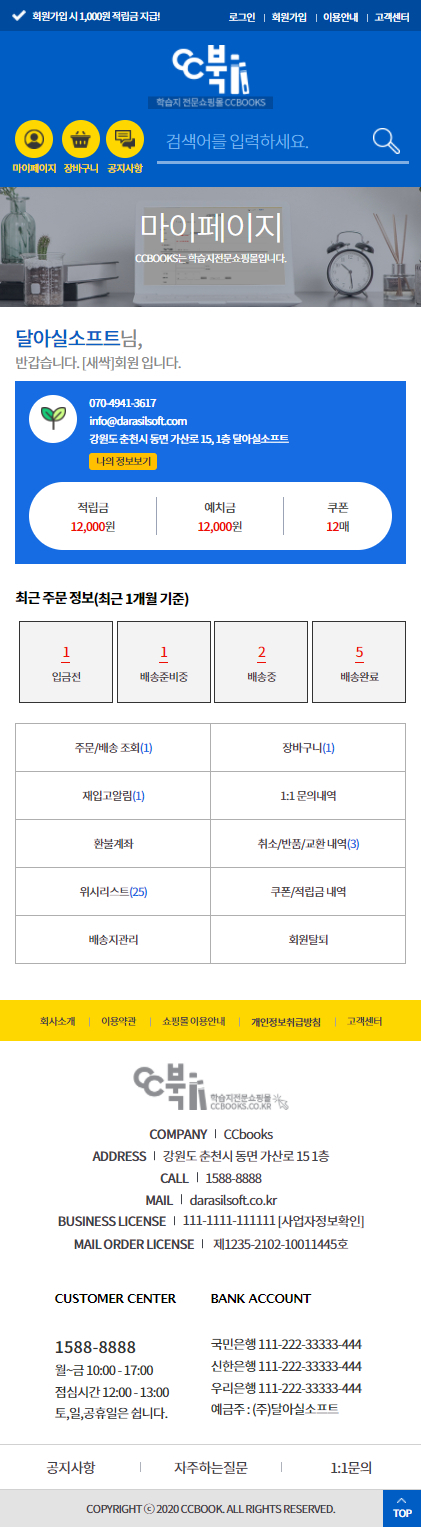 회원가입 시 1,000원 적립금 지급!
로그인 | 회원가입 | 이용안내 | 고객센터
CC북
학습지 전문쇼핑몰 CCBOOKS
검색어를 입력하세요.
마이페이지 장바구니 공지사항
마이페이지
CCBOOKS는 학습지전문쇼핑몰입니다.
달아실소프트님,
반갑습니다. [새싹]회원 입니다.
070-4941-3617
info@darasilsoft.com
강원도 춘천시 동면 가산로 15, 1층 달아실소프트
나의 정보보기
적립금 예치금 쿠폰
12,000원 12,000원 12매
최근 주문 정보(최근 1개월 기준)
1 1 2 5
입금전 배송준비중 배송중 배송완료
주문/배송 조회(1) 장바구니(1)
재입고알림(1) 1:1 문의내역
환불계좌 취소/반품/교환 내역(3)
위시리스트(25) 쿠폰/적립금 내역
배송지관리 회원탈퇴
회사소개 | 이용약관 | 쇼핑몰 이용안내 | 개인정보취급방침 | 고객센터
CC북 학습지전문쇼핑몰
CCBOOKS.CO.KR
COMPANY | CCbooks
ADDRESS | 강원도 춘천시 동면 가산로 15 1층
CALL | 1588-8888
MAIL | darasilsoft.co.kr
BUSINESS LICENSE | 111-1111-111111 [사업자정보확인]
MAIL ORDER LICENSE | 제1235-2102-10011445호
CUSTOMER CENTER
1588-8888
월~금 10:00 - 17:00
점심시간 12:00 - 13:00
토,일,공휴일은 쉽니다.
BANK ACCOUNT
국민은행 111-222-33333-444
신한은행 111-222-33333-444
우리은행 111-222-33333-444
예금주 : (주)달아실소프트
공지사항 | 자주하는질문 | 1:1문의
COPYRIGHT ⓒ 2020 CCBOOK. ALL RIGHTS RESERVED.
TOP